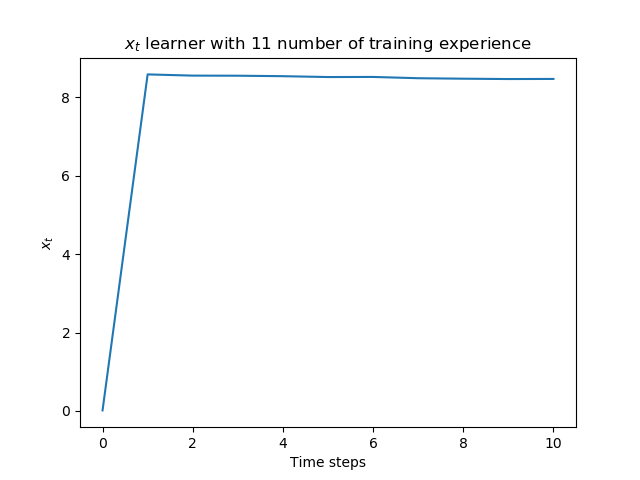 x_t learner with 11 number of training experience
8
6
4
2
0
x_t
0 2 4 6 8 10
Time steps